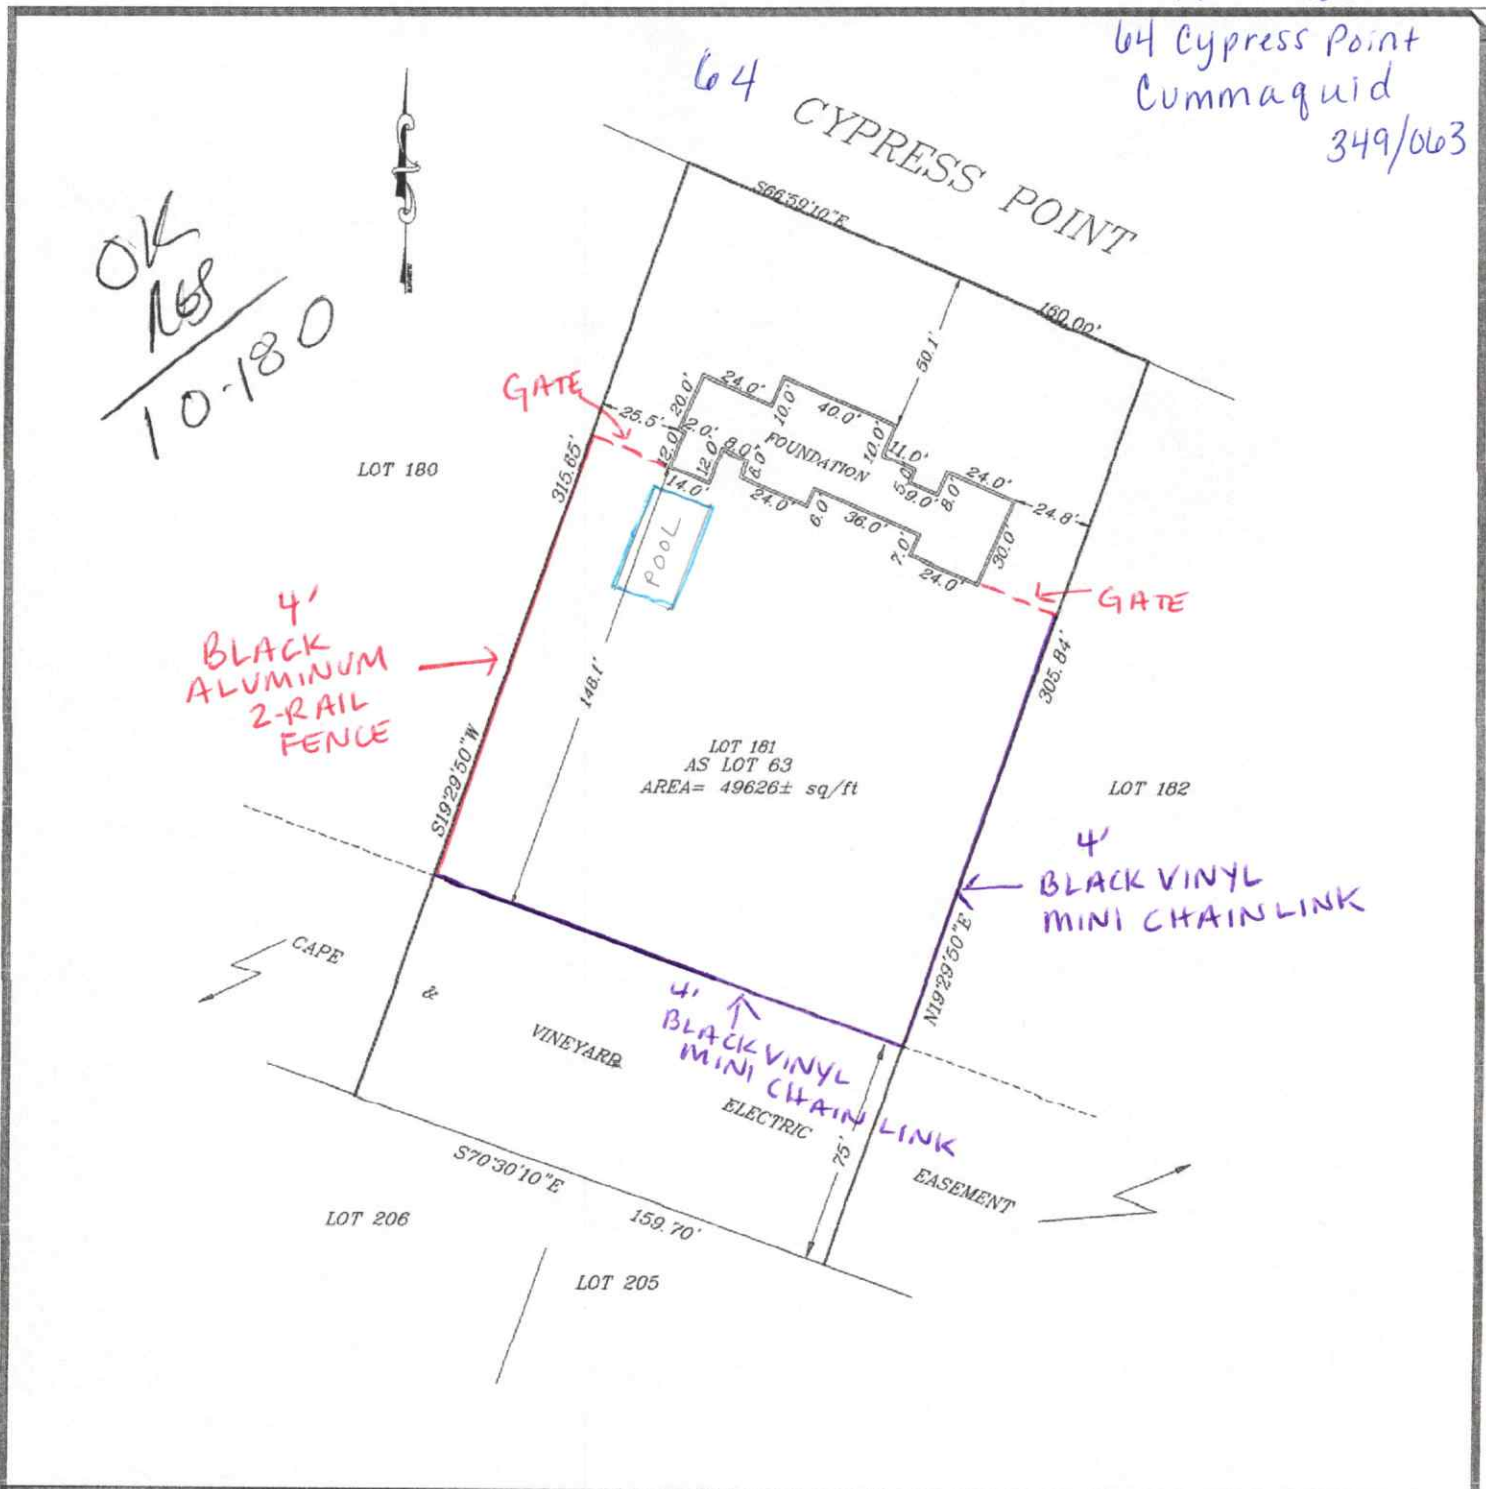 64 Cypress Point
Cummaquid
349/063
64
CYPRESS POINT
S66°59'10"E
160.00'
OK
10-180
50.1'
GATE
25.5'
20.0'
24.0'
10.0'
40.0'
10.0'
11.0'
5.0'
9.0'
8.0'
24.0'
24.8'
30.0'
2.0'
12.0'
14.0'
12.0'
8.0'
6.0'
24.0'
6.0'
36.0'
7.0'
24.0'
FOUNDATION
LOT 180
315.65'
POOL
GATE
4'
BLACK
ALUMINUM
2-RAIL
FENCE
148.1'
305.84'
S19°29'50"W
LOT 181
AS LOT 63
AREA= 49626± sq/ft
LOT 182
4'
BLACK VINYL
MINI CHAIN LINK
N19°29'50"E
CAPE
&
VINEYARD
ELECTRIC
EASEMENT
4'
BLACK VINYL
MINI
CHAIN LINK
75'
S70°30'10"E
159.70'
LOT 206
LOT 205